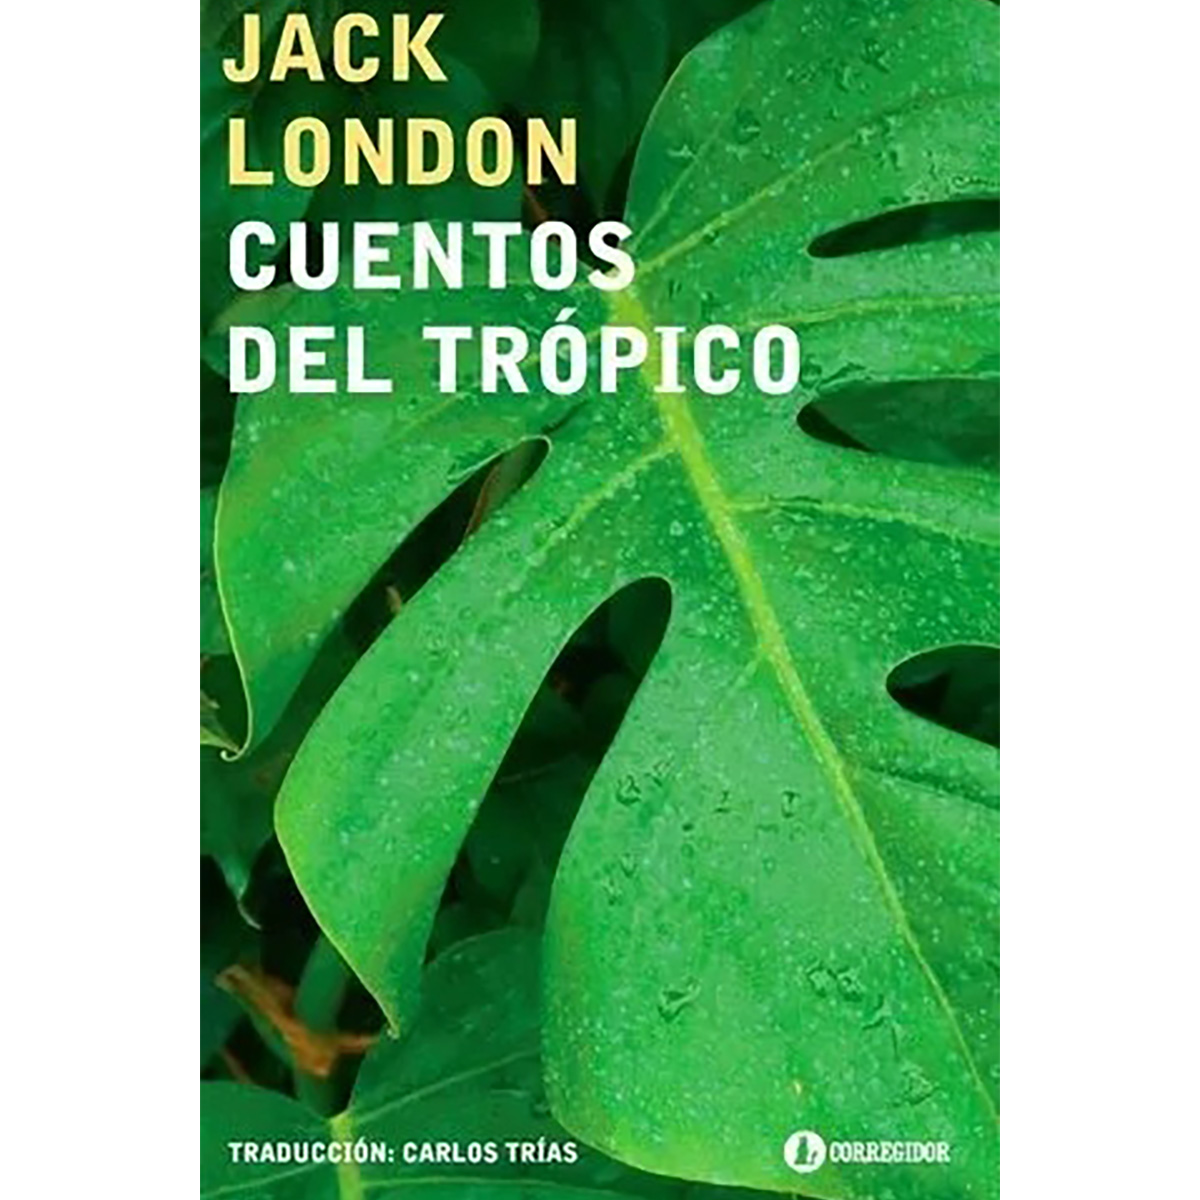 JACK
LONDON
CUENTOS
DEL TRÓPICO
TRADUCCIÓN: CARLOS TRÍAS
CORREGIDOR